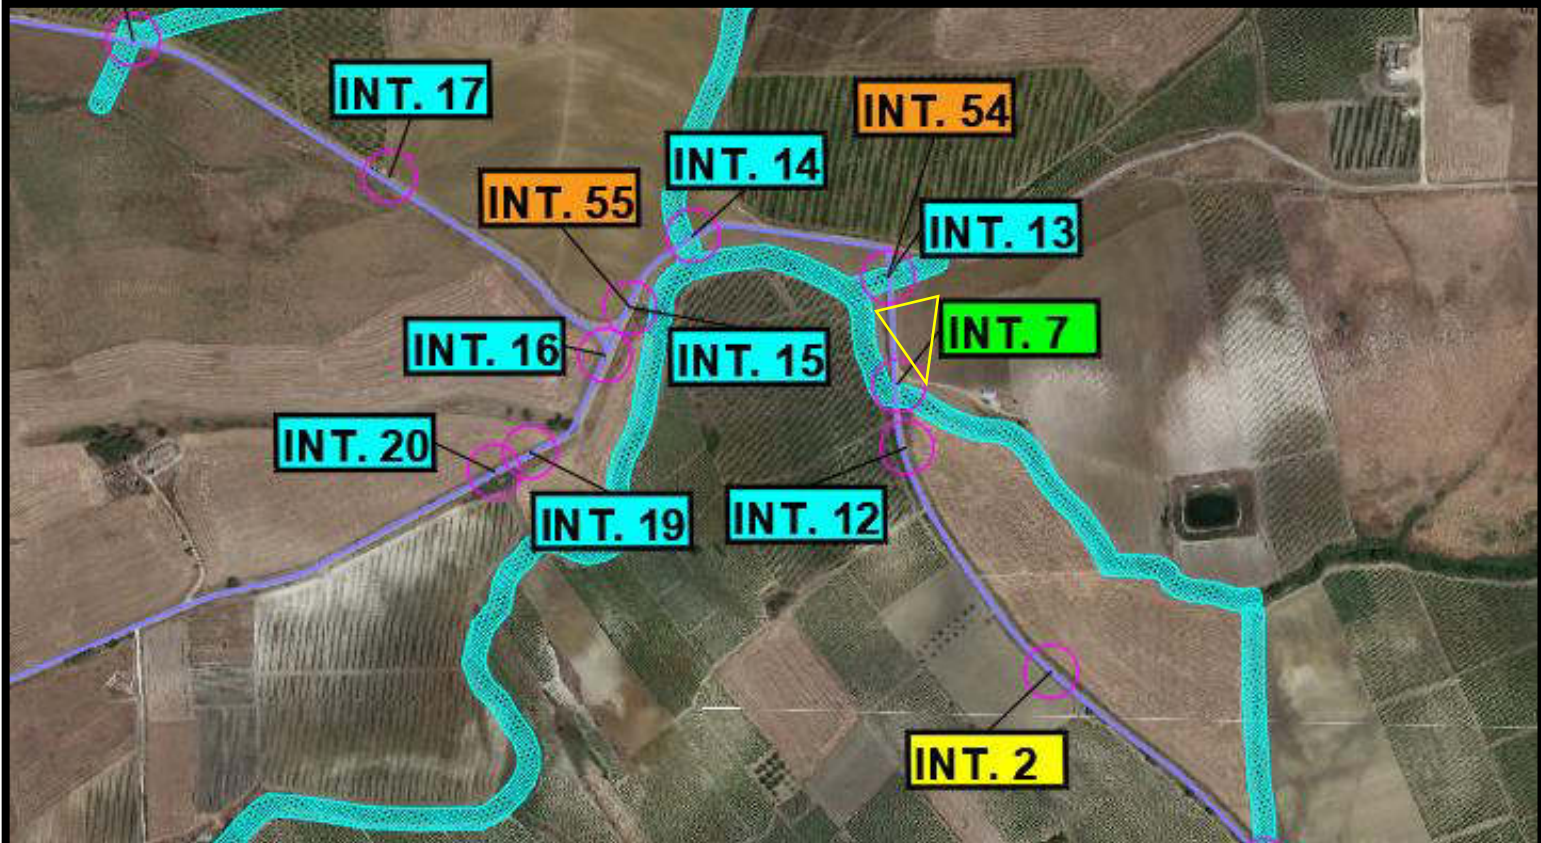 INT. 17
INT. 54
INT. 14
INT. 55
INT. 13
INT. 7
INT. 16
INT. 15
INT. 20
INT. 19
INT. 12
INT. 2